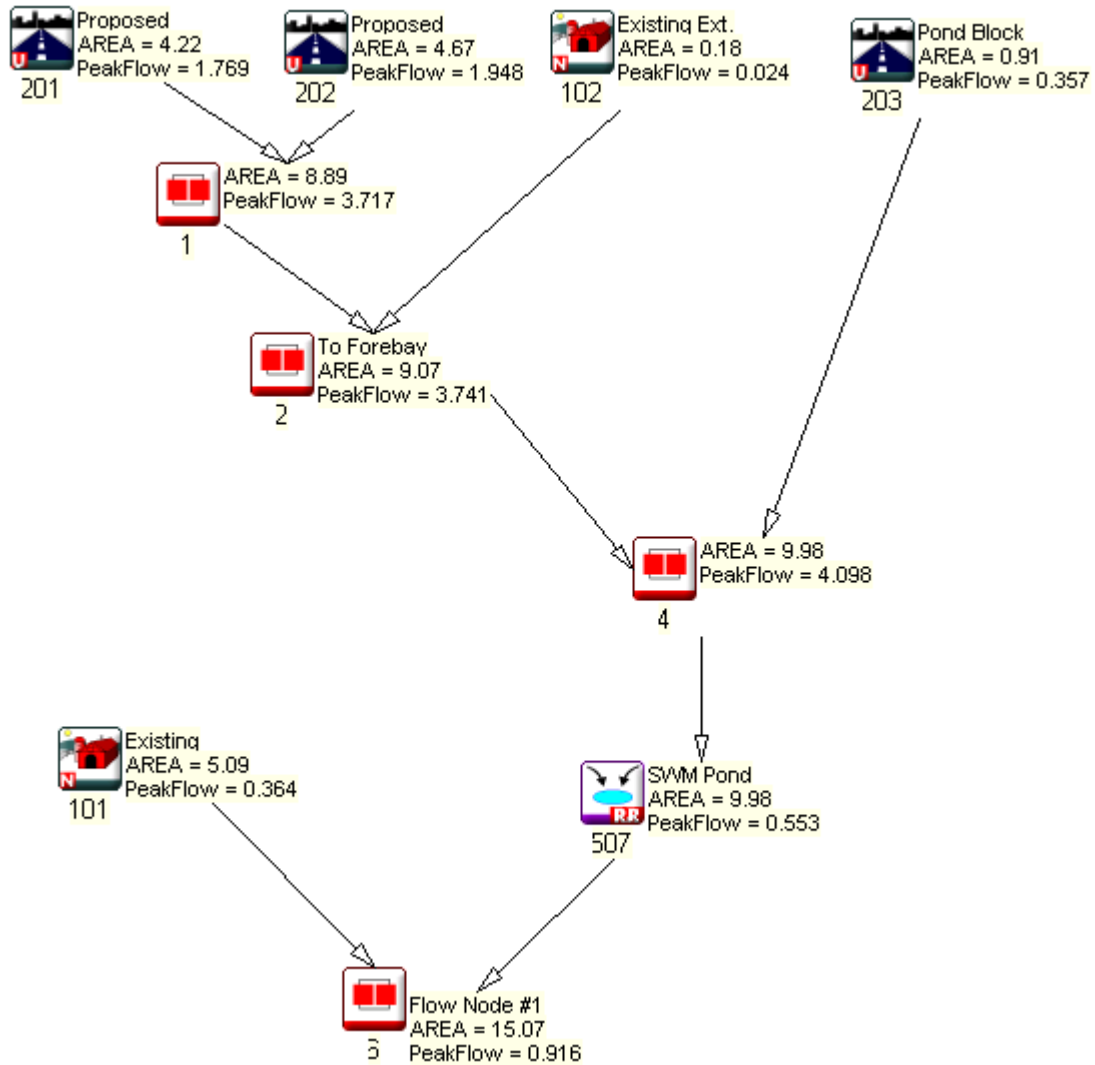 Proposed
AREA = 4.22
PeakFlow = 1.769
U
201
Proposed
AREA = 4.67
PeakFlow = 1.948
U
202
Existing Ext.
AREA = 0.18
PeakFlow = 0.024
N
102
Pond Block
AREA = 0.91
PeakFlow = 0.357
U
203
AREA = 8.89
PeakFlow = 3.717
1
To Forebay
AREA = 9.07
PeakFlow = 3.741
2
AREA = 9.98
PeakFlow = 4.098
4
Existing
AREA = 5.09
PeakFlow = 0.364
N
101
SWM Pond
AREA = 9.98
PeakFlow = 0.553
RR
507
Flow Node #1
AREA = 15.07
PeakFlow = 0.916